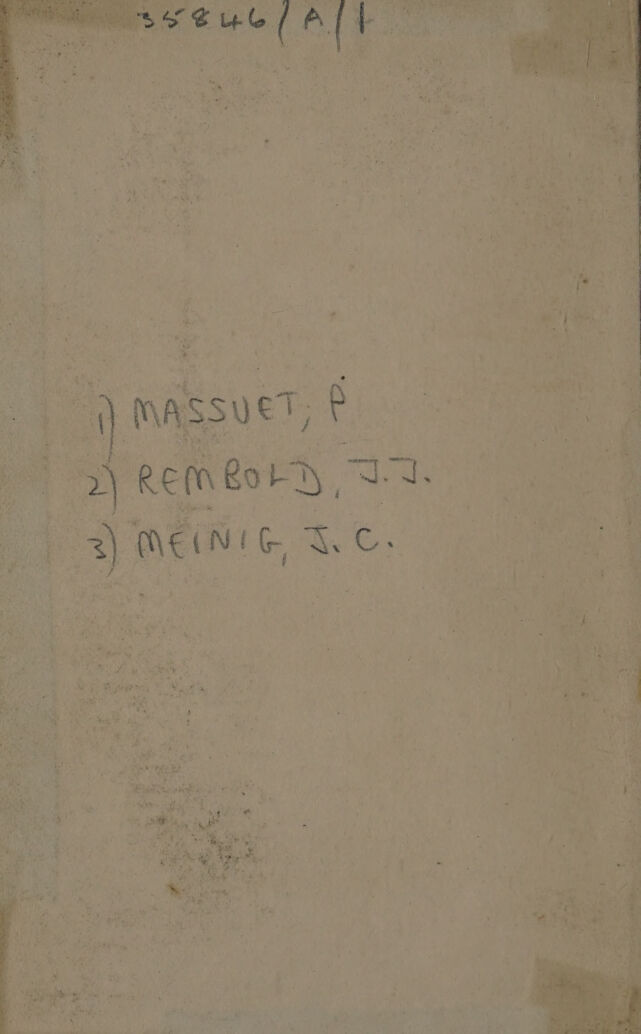 35846/A/1
1) MASSUET, P
2) REMBOLD, J.J.
3) MEINIG, J. C.